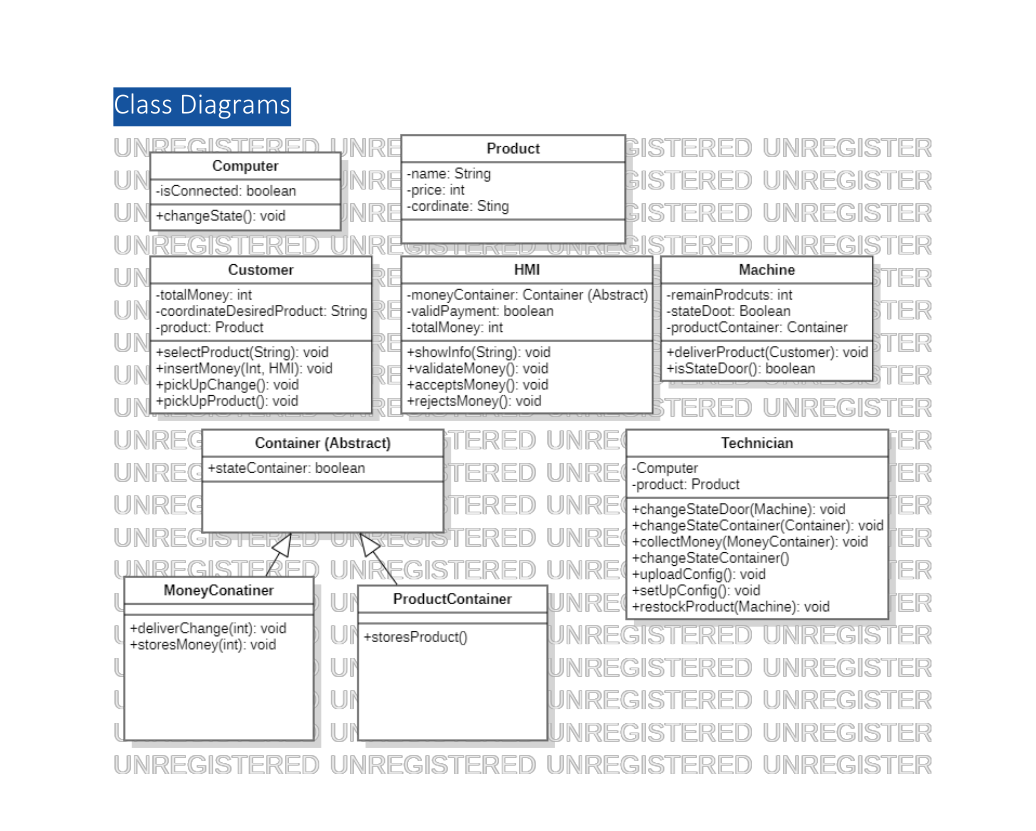 Class Diagrams
UNREGISTERED UNREGISTERED UNREGISTERED UNREGISTER
Computer
-isConnected: boolean
+changeState(): void
Product
-name: String
-price: int
-cordinate: Sting
Customer
-totalMoney: int
-coordinateDesiredProduct: String
-product: Product
+selectProduct(String): void
+insertMoney(Int, HMI): void
+pickUpChange(): void
+pickUpProduct(): void
HMI
-moneyContainer: Container (Abstract)
-validPayment: boolean
-totalMoney: int
+showInfo(String): void
+validateMoney(): void
+acceptsMoney(): void
+rejectsMoney(): void
Machine
-remainProdcuts: int
-stateDoot: Boolean
-productContainer: Container
+deliverProduct(Customer): void
+isStateDoor(): boolean
Container (Abstract)
+stateContainer: boolean
Technician
-Computer
-product: Product
+changeStateDoor(Machine): void
+changeStateContainer(Container): void
+collectMoney(MoneyContainer): void
+changeStateContainer()
+uploadConfig(): void
+setUpConfig(): void
+restockProduct(Machine): void
MoneyConatiner
+deliverChange(int): void
+storesMoney(int): void
ProductContainer
+storesProduct()
UNREGISTERED UNREGISTERED UNREGISTERED UNREGISTER